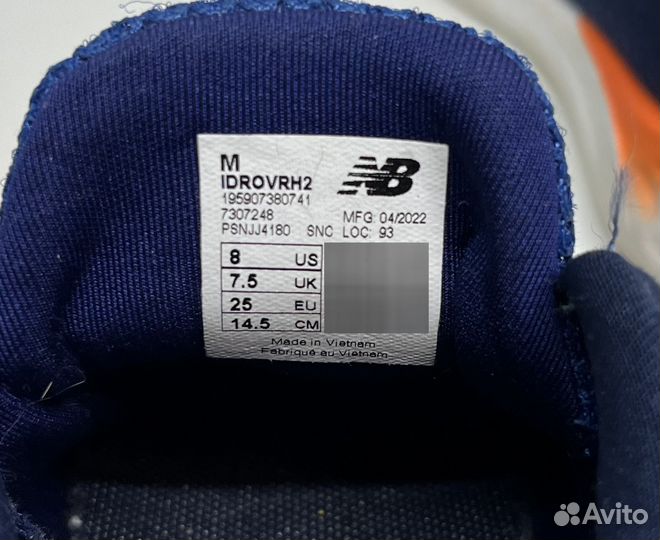 M
IDROVRH2
NB
195907380741
7307248 MFG: 04/2022
PSNJJ4180 SNC LOC: 93
8 US
7.5 UK
25 EU
14.5 CM
Made in Vietnam
Fabriqué au Vietnam
Avito